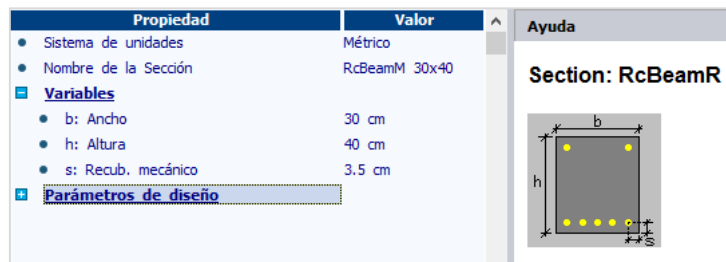 Propiedad Valor
Sistema de unidades Métrico
Nombre de la Sección RcBeamM 30x40
Variables
b: Ancho 30 cm
h: Altura 40 cm
s: Recub. mecánico 3.5 cm
Parámetros de diseño
Ayuda
Section: RcBeamR
b
h
s